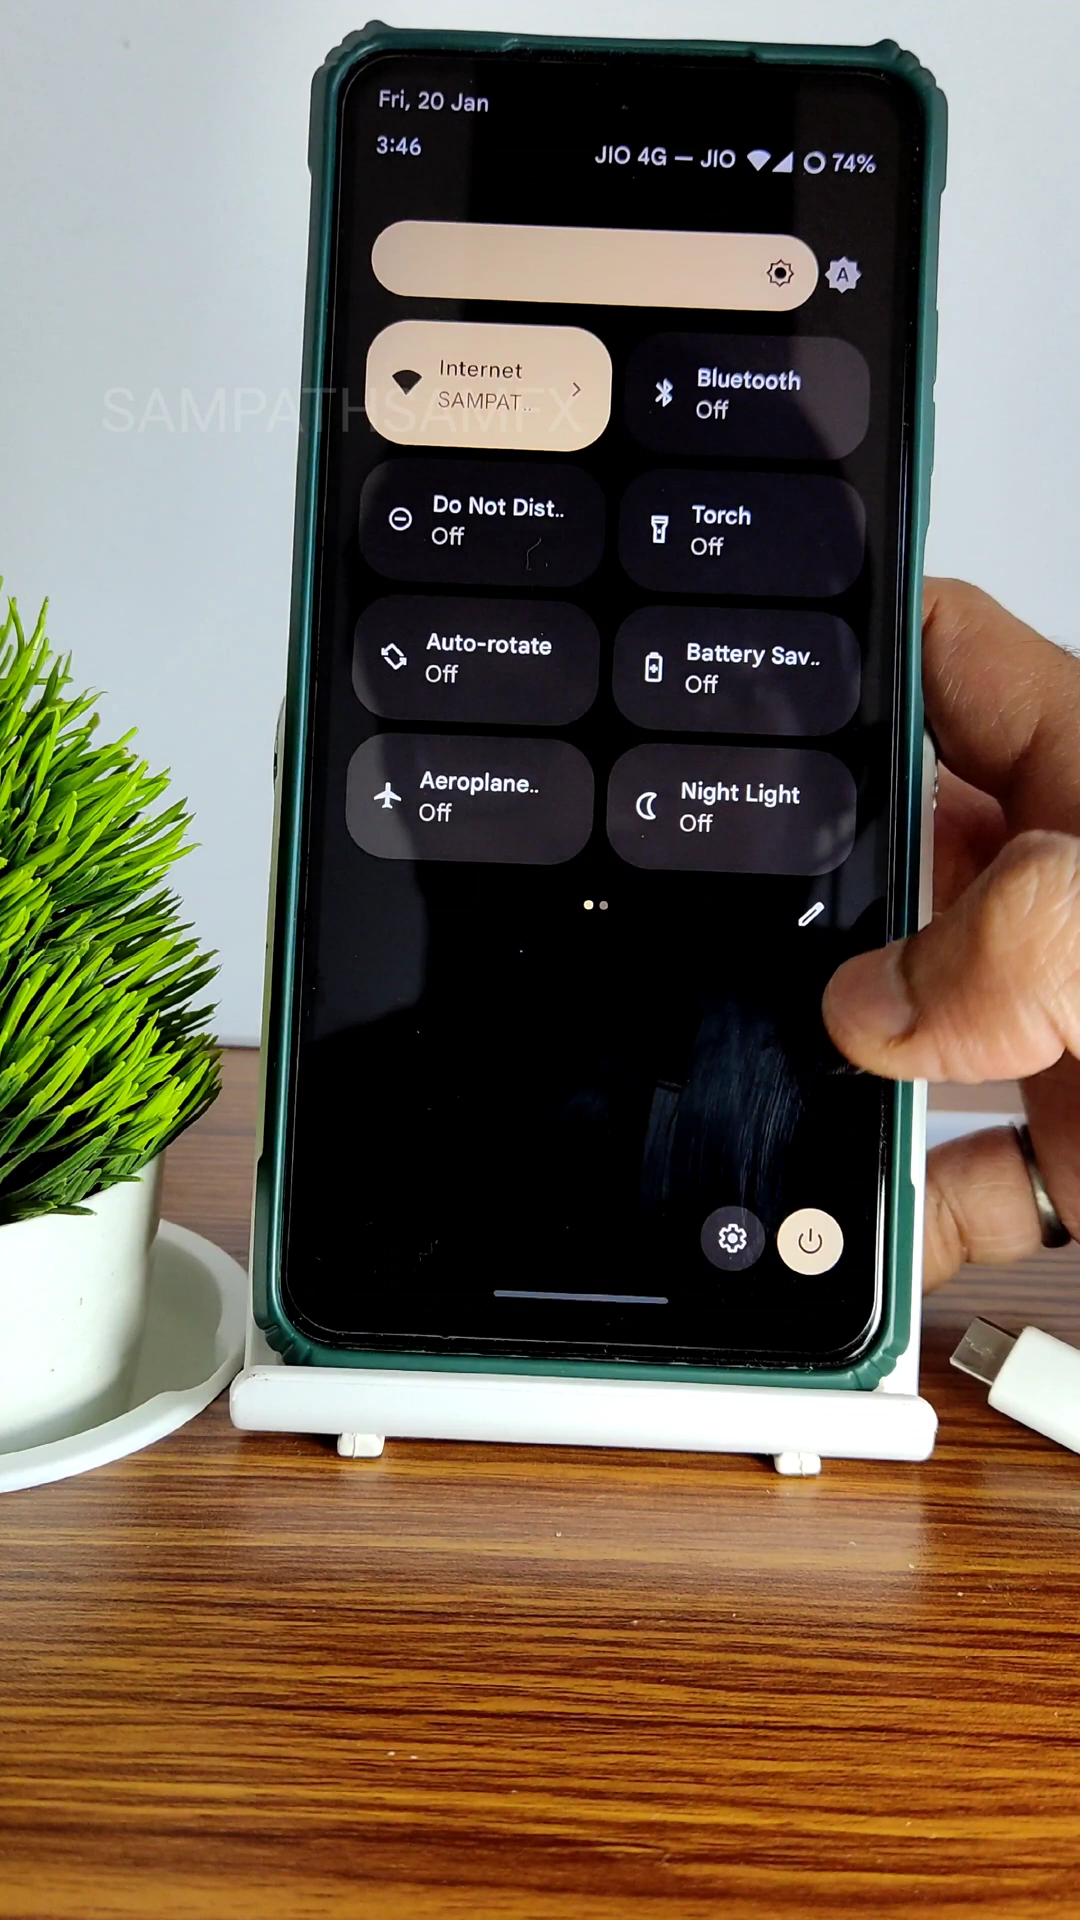 Fri, 20 Jan
3:46
JIO 4G — JIO 74%
A
Internet
SAMPAT..
Bluetooth
Off
SAMPATHSAMFX
Do Not Dist..
Off
Torch
Off
Auto-rotate
Off
Battery Sav..
Off
Aeroplane..
Off
Night Light
Off